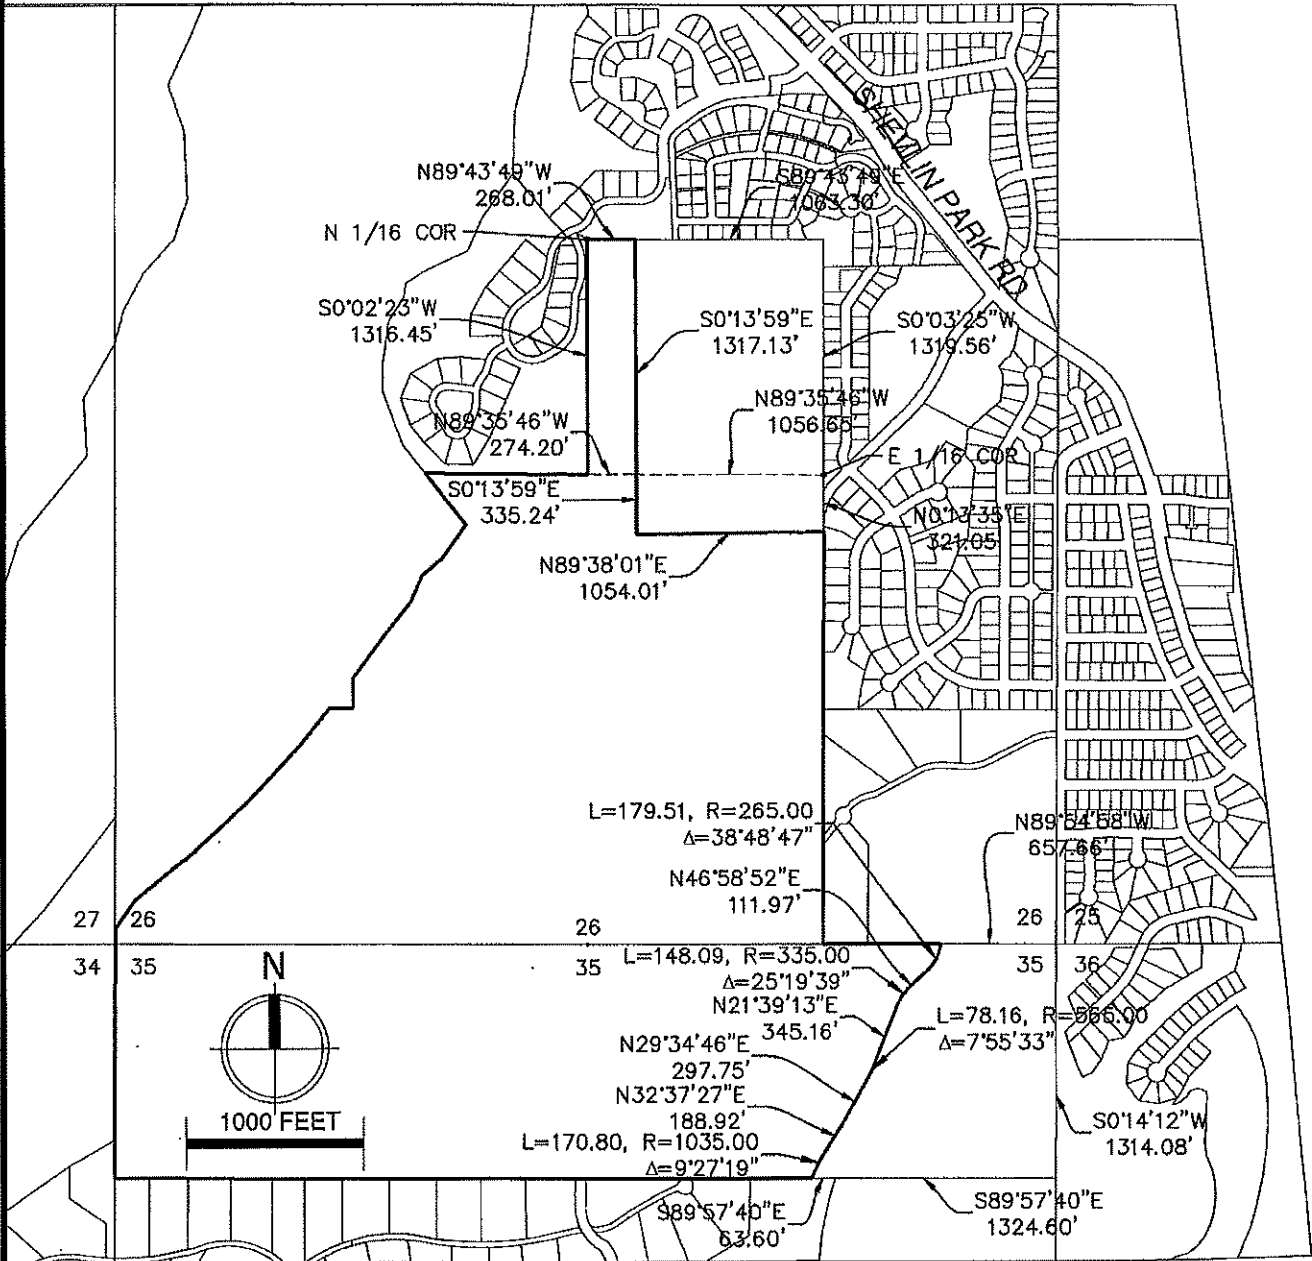 SHEVLIN PARK RD
N89°43'49"W
268.01'
S89°43'49"E
1063.30'
N 1/16 COR
S0°02'23"W
1316.45'
S0°13'59"E
1317.13'
S0°03'25"W
1319.56'
N89°35'46"W
274.20'
N89°35'46"W
1056.65'
E 1/16 COR
S0°13'59"E
335.24'
N0°13'35"E
321.05'
N89°38'01"E
1054.01'
L=179.51, R=265.00
Δ=38°48'47"
N89°54'58"W
657.66'
N46°58'52"E
111.97'
27 26
26
26 25
34 35
35
35 36
N
L=148.09, R=335.00
Δ=25°19'39"
N21°39'13"E
345.16'
L=78.16, R=565.00
Δ=7°55'33"
N29°34'46"E
297.75'
N32°37'27"E
188.92'
1000 FEET
L=170.80, R=1035.00
Δ=9°27'19"
S0°14'12"W
1314.08'
S89°57'40"E
63.60'
S89°57'40"E
1324.60'